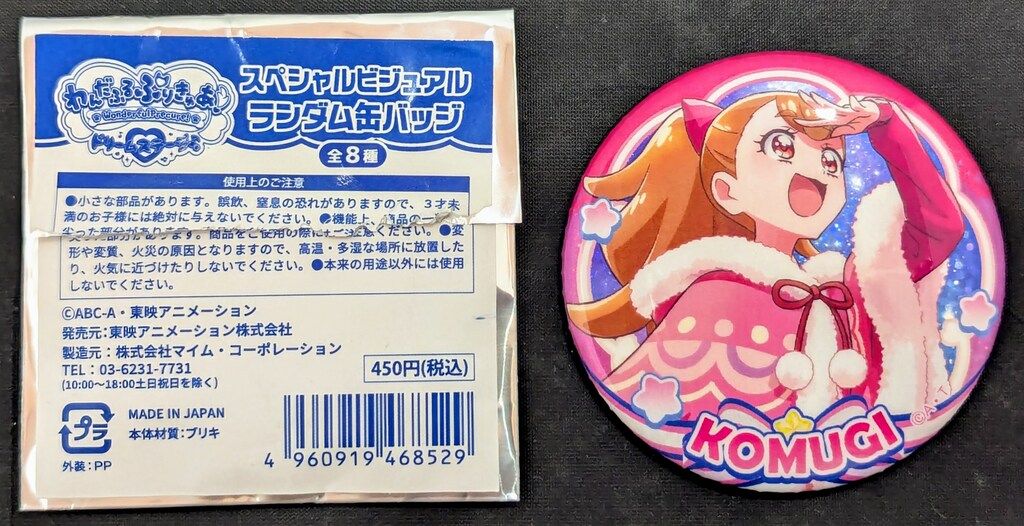 わんだふるぷりきゅあ!
Wonderful Precure!
ドリームステージ
スペシャルビジュアル
ランダム缶バッジ
全8種
使用上のご注意
●小さな部品があります。誤飲、窒息の恐れがありますので、3才未
満のお子様には絶対に与えないでください。●機能上、商品の一
尖った部分があります。商品をご使用の際にはご注意ください。●変
形や変質、火災の原因となりますので、高温・多湿な場所に放置した
り、火気に近づけたりしないでください。●本来の用途以外には使用
しないでください。
©ABC-A・東映アニメーション
発売元:東映アニメーション株式会社
製造元:株式会社マイム・コーポレーション
TEL:03-6231-7731
(10:00〜18:00土日祝日を除く)
450円(税込)
プラ
外装:PP
MADE IN JAPAN
本体材質:ブリキ
4 960919 468529
KOMUGI
©A・T